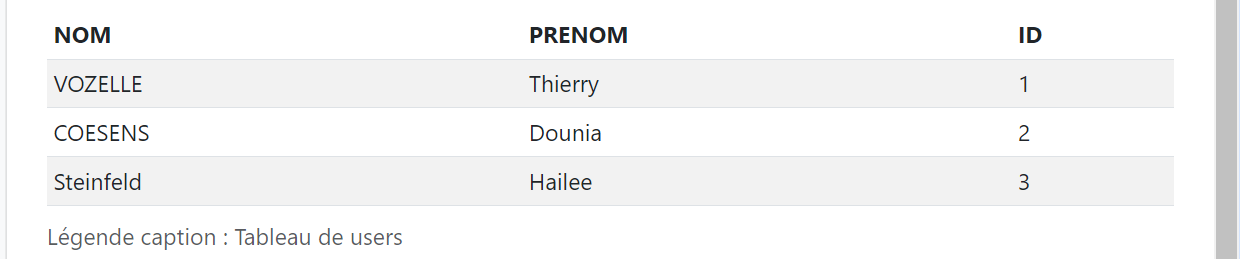 NOM PRENOM ID
VOZELLE Thierry 1
COESENS Dounia 2
Steinfeld Hailee 3
Légende caption : Tableau de users